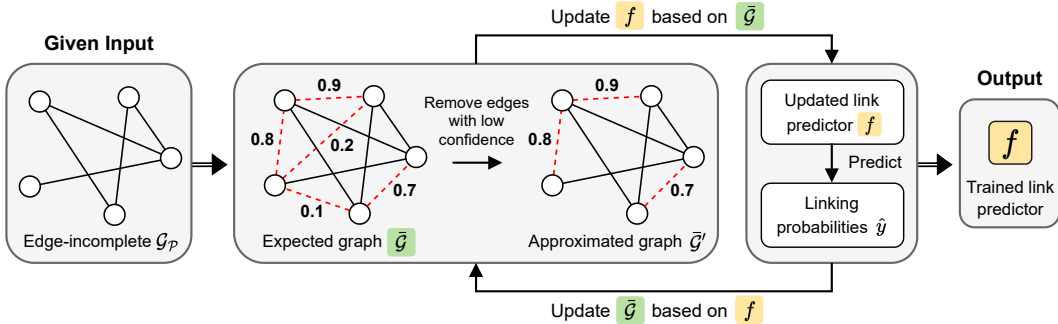 Update f based on 𝒢̄
Given Input
Edge-incomplete 𝒢_𝒫
0.9
0.8
0.2
0.7
0.1
Expected graph 𝒢̄
Remove edges
with low
confidence
0.9
0.8
0.7
Approximated graph 𝒢̄′
Updated link
predictor f
Predict
Linking
probabilities ŷ
Output
f
Trained link
predictor
Update 𝒢̄ based on f